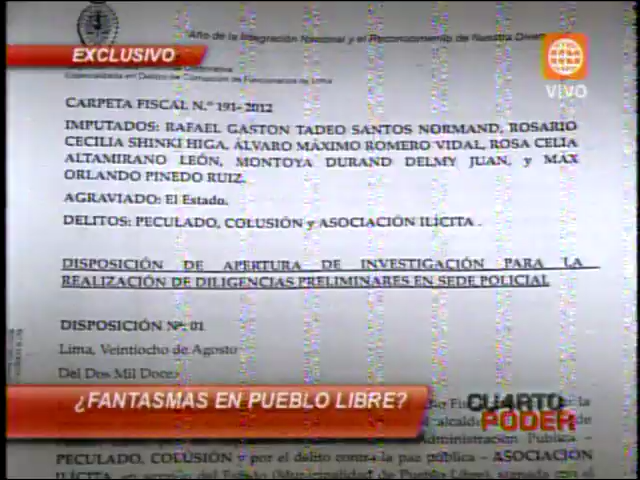 Año de la Integración Nacional y el Reconocimiento de Nuestra
EXCLUSIVO
VIVO
Especializada en Delitos de Corrupción de Funcionarios de Lima
CARPETA FISCAL N.º 191-2012
IMPUTADOS: RAFAEL GASTON TADEO SANTOS NORMAND, ROSARIO
CECILIA SHINKI HIGA, ÁLVARO MÁXIMO ROMERO VIDAL, ROSA CELIA
ALTAMIRANO LEÓN, MONTOYA DURAND DELMY JUAN, y MAX
ORLANDO PINEDO RUIZ.
AGRAVIADO: El Estado.
DELITOS: PECULADO, COLUSIÓN y ASOCIACIÓN ILÍCITA.
DISPOSICIÓN DE APERTURA DE INVESTIGACIÓN PARA LA
REALIZACIÓN DE DILIGENCIAS PRELIMINARES EN SEDE POLICIAL
DISPOSICIÓN Nº. 01
Lima, Veintiocho de Agosto
Del Dos Mil Doce
¿FANTASMAS EN PUEBLO LIBRE?
CUARTO
PODER
la
de
Administración Pública –
PECULADO, COLUSIÓN y por el delito contra la paz pública – ASOCIACIÓN
ILÍCITA